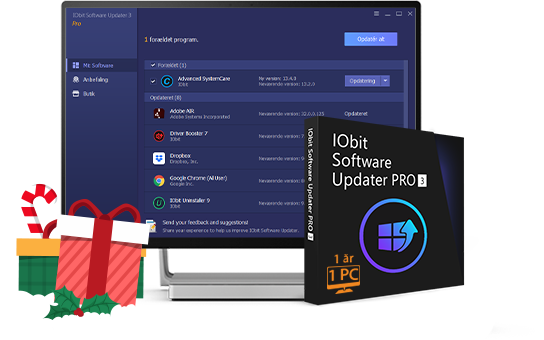 IObit Software Updater 3
Pro
1 forældet program.
Opdatér alt
Mit Software
Anbefaling
Butik
Forældet (1)
Advanced SystemCare
IObit
Ny version: 13.4.3
Nuværende version: 13.2.0
Opdatering
Opdateret (8)
Adobe AIR
Adobe Systems Incorporated
Nuværende version: 32.0.0.125
Opdateret
Driver Booster 7
IObit
Nuværende version: 7
Dropbox
Dropbox, Inc.
Nuværende version:
Google Chrome (All User)
Google Inc.
Nuværende version:
IObit Uninstaller 9
IObit
Nuværende version:
Send your feedback and suggestions!
Share your experience to help us improve IObit Software Updater.
IObit
Software
Updater PRO 3
IObit Software Updater PRO 3
1 år
1 PC